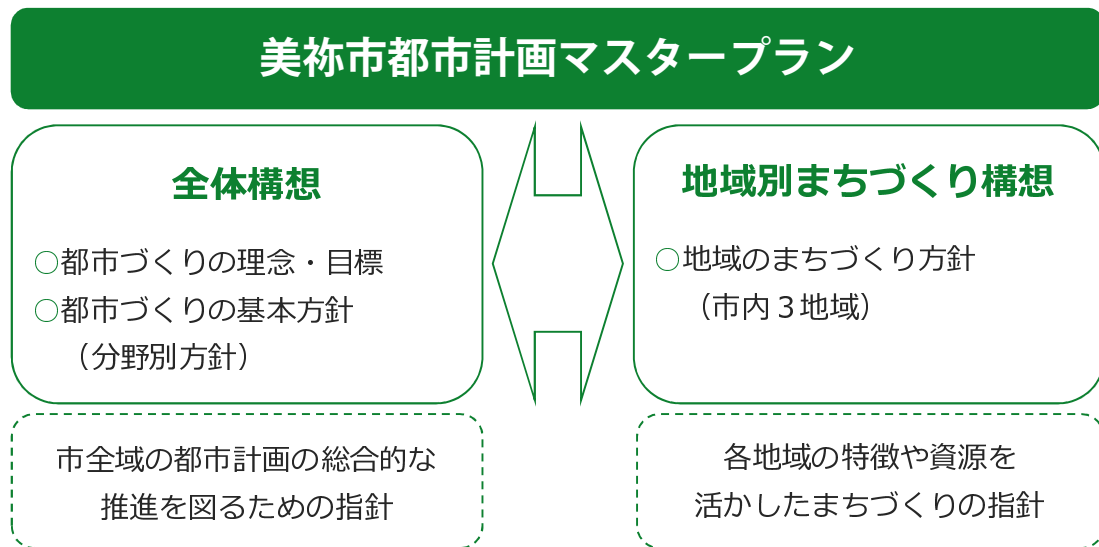 美祢市都市計画マスタープラン
全体構想
○都市づくりの理念・目標
○都市づくりの基本方針
（分野別方針）
市全域の都市計画の総合的な
推進を図るための指針
地域別まちづくり構想
○地域のまちづくり方針
（市内３地域）
各地域の特徴や資源を
活かしたまちづくりの指針